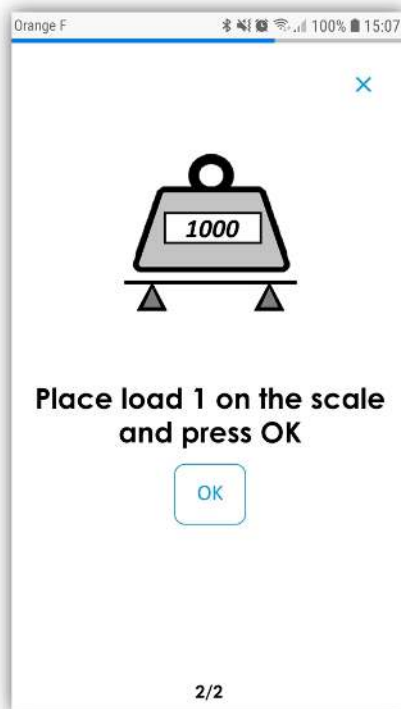 Orange F 100% 15:07
1000
Place load 1 on the scale
and press OK
OK
2/2